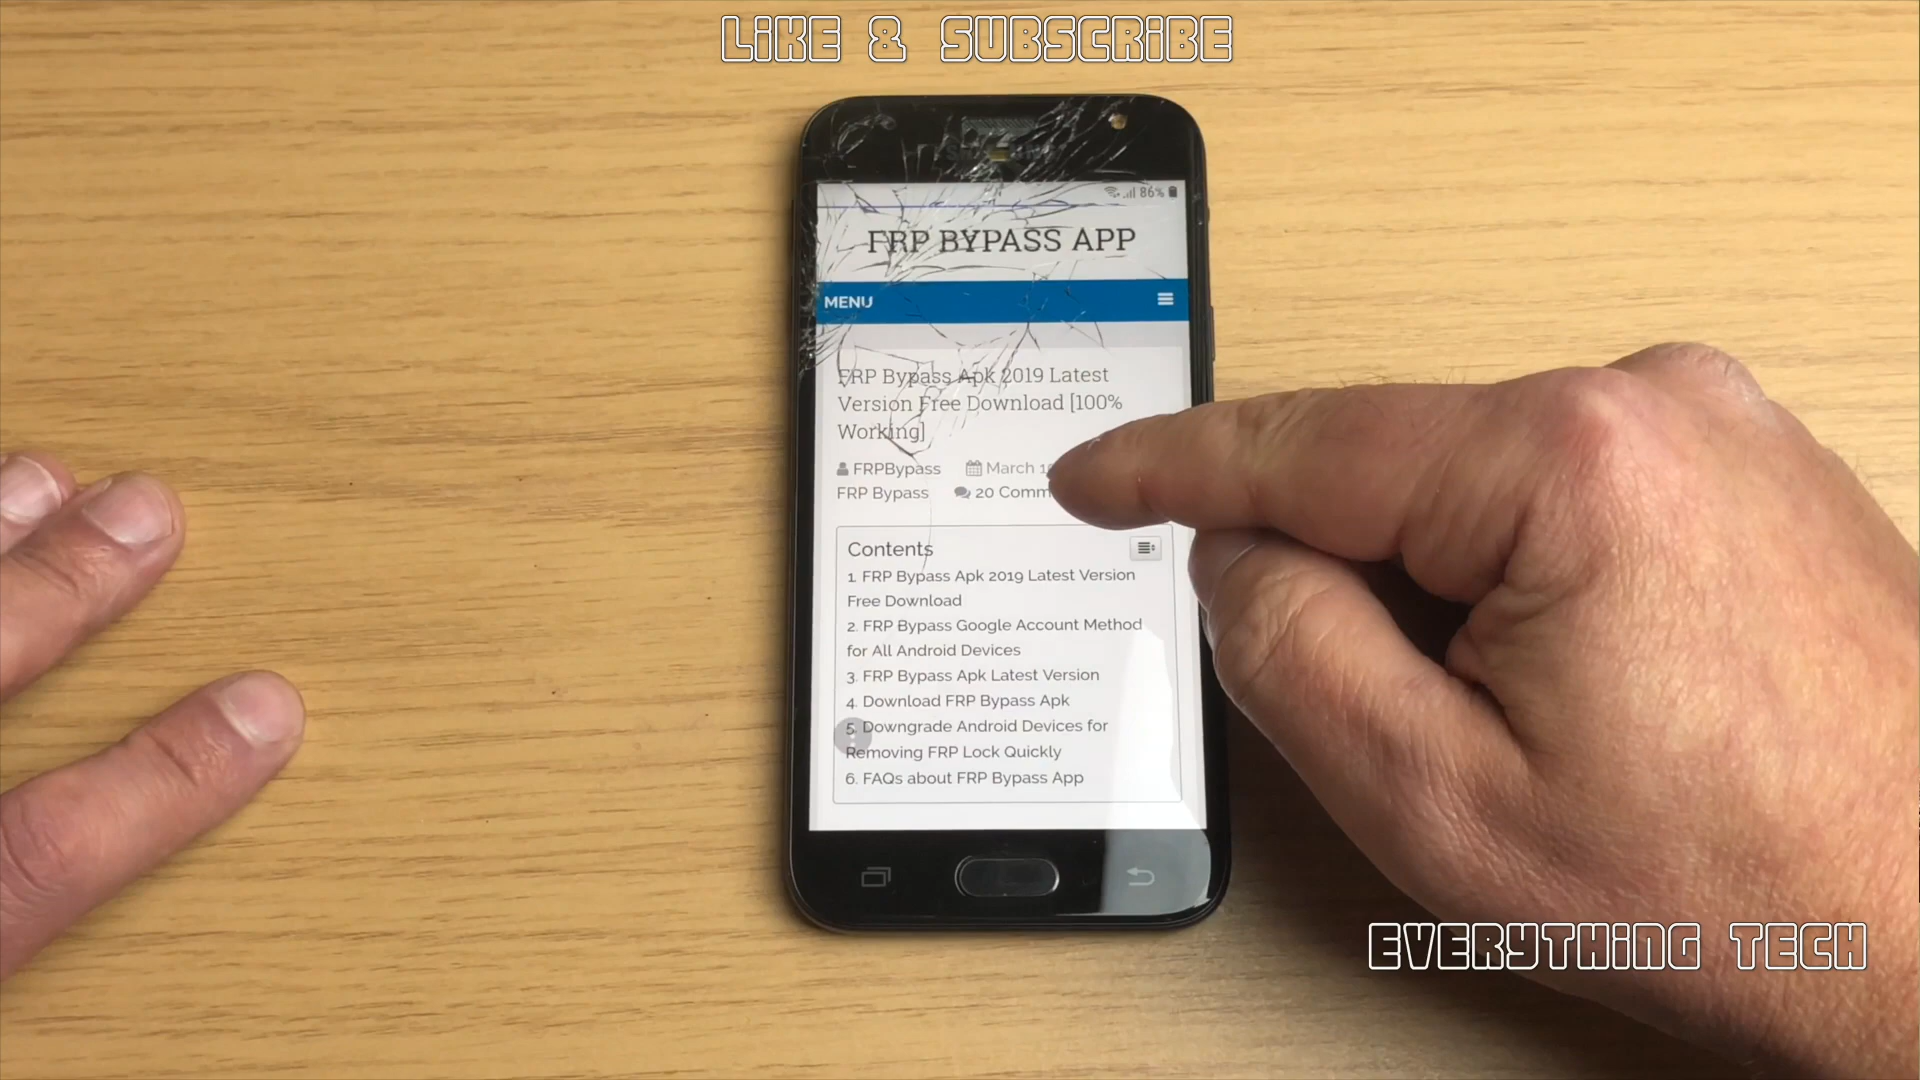 LIKE & SUBSCRIBE
86%
FRP BYPASS APP
MENU
FRP Bypass Apk 2019 Latest
Version Free Download [100%
Working]
FRPBypass March
FRP Bypass 20
Contents
1. FRP Bypass Apk 2019 Latest Version
Free Download
2. FRP Bypass Google Account Method
for All Android Devices
3. FRP Bypass Apk Latest Version
4. Download FRP Bypass Apk
5. Downgrade Android Devices for
Removing FRP Lock Quickly
6. FAQs about FRP Bypass App
EVERYTHING TECH